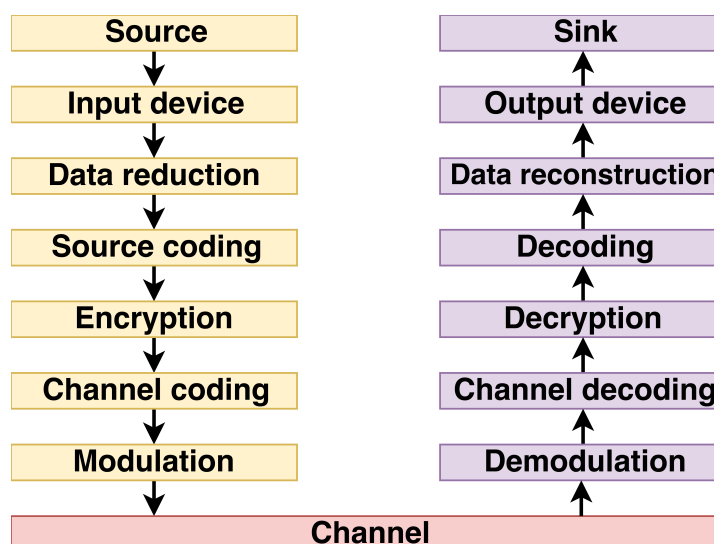 Source
Input device
Data reduction
Source coding
Encryption
Channel coding
Modulation
Sink
Output device
Data reconstruction
Decoding
Decryption
Channel decoding
Demodulation
Channel